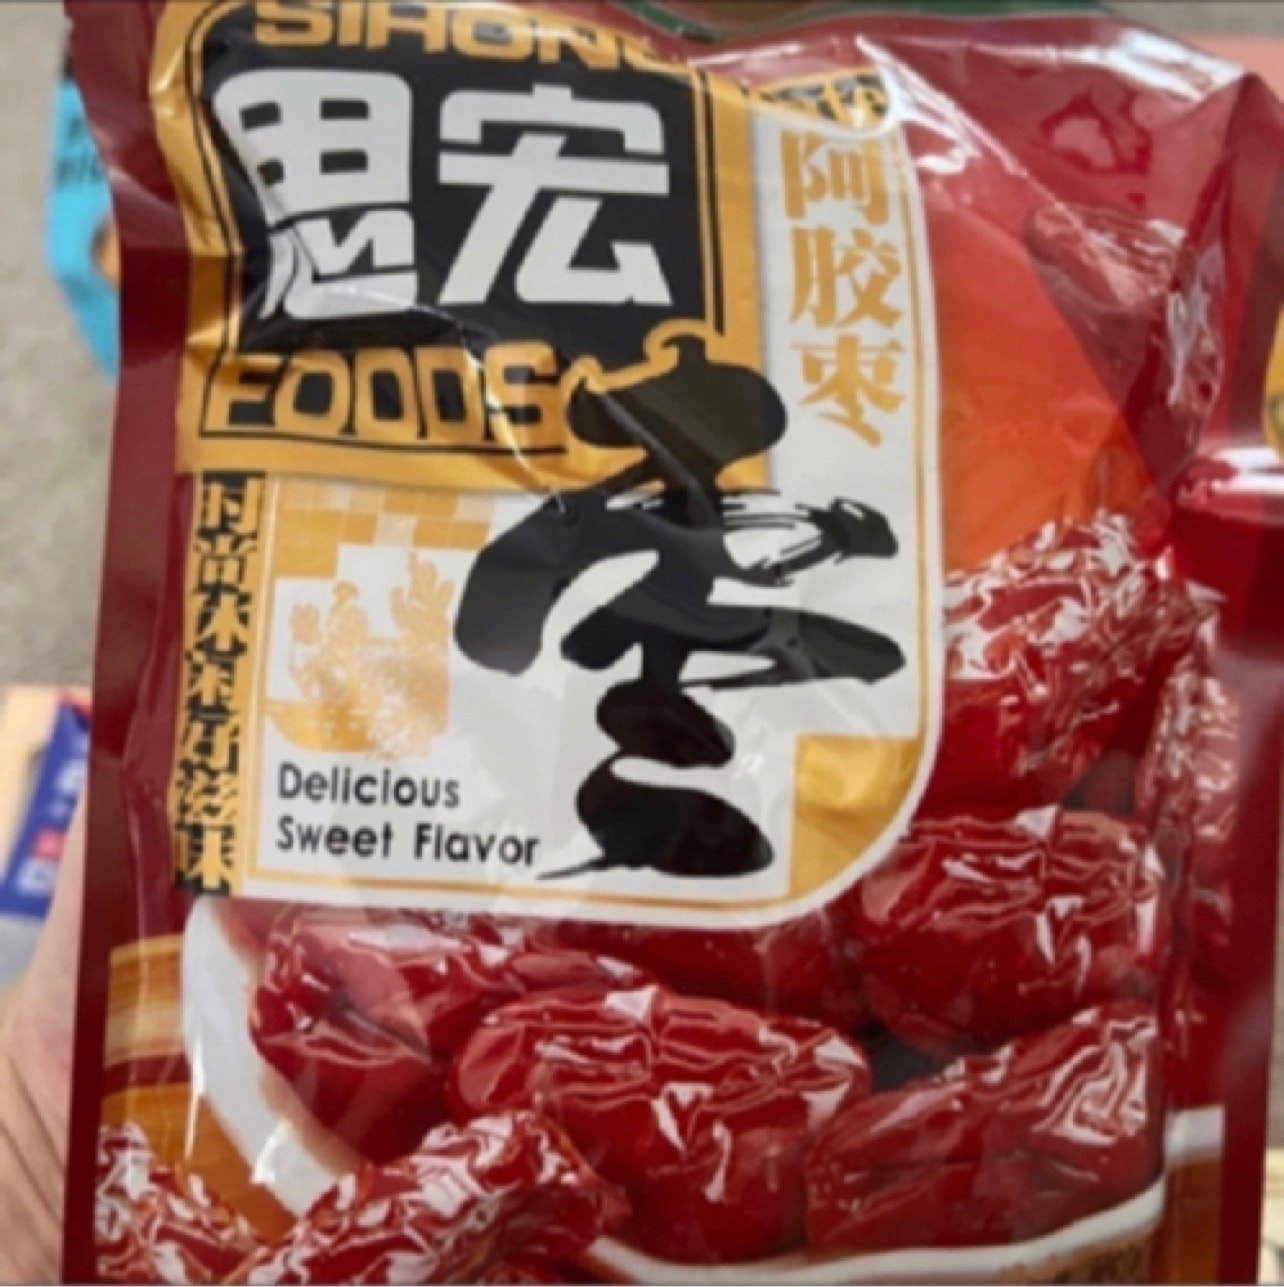 SIHONG
思宏
FOODS
阿胶枣
枣
Delicious
Sweet Flavor